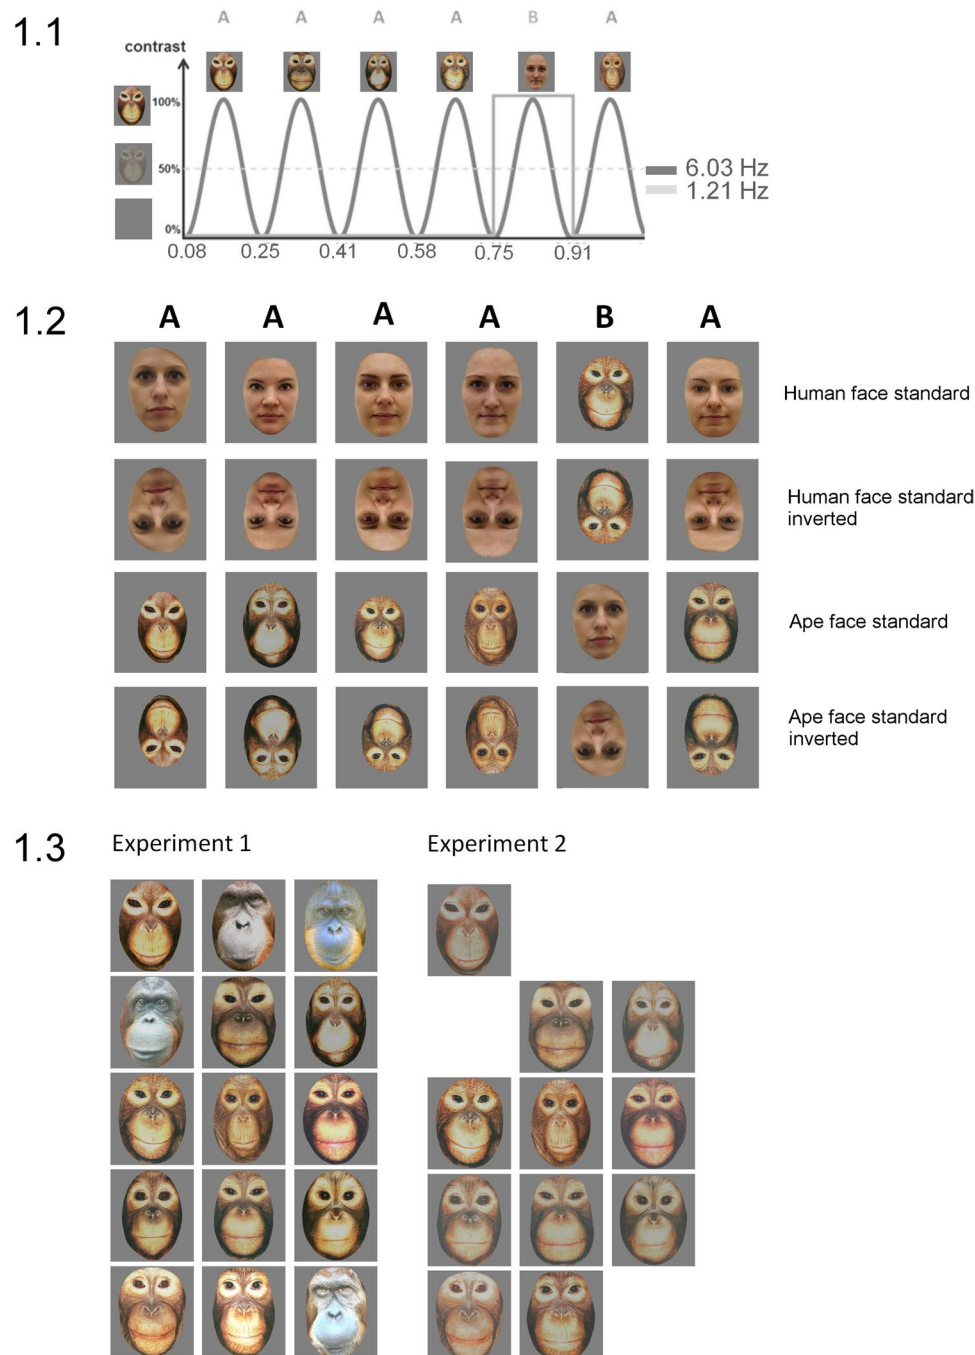 1.1
A A A A B A
contrast
100%
50%
0%
0.08 0.25 0.41 0.58 0.75 0.91
6.03 Hz
1.21 Hz
1.2
A A A A B A
Human face standard
Human face standard
inverted
Ape face standard
Ape face standard
inverted
1.3
Experiment 1 Experiment 2